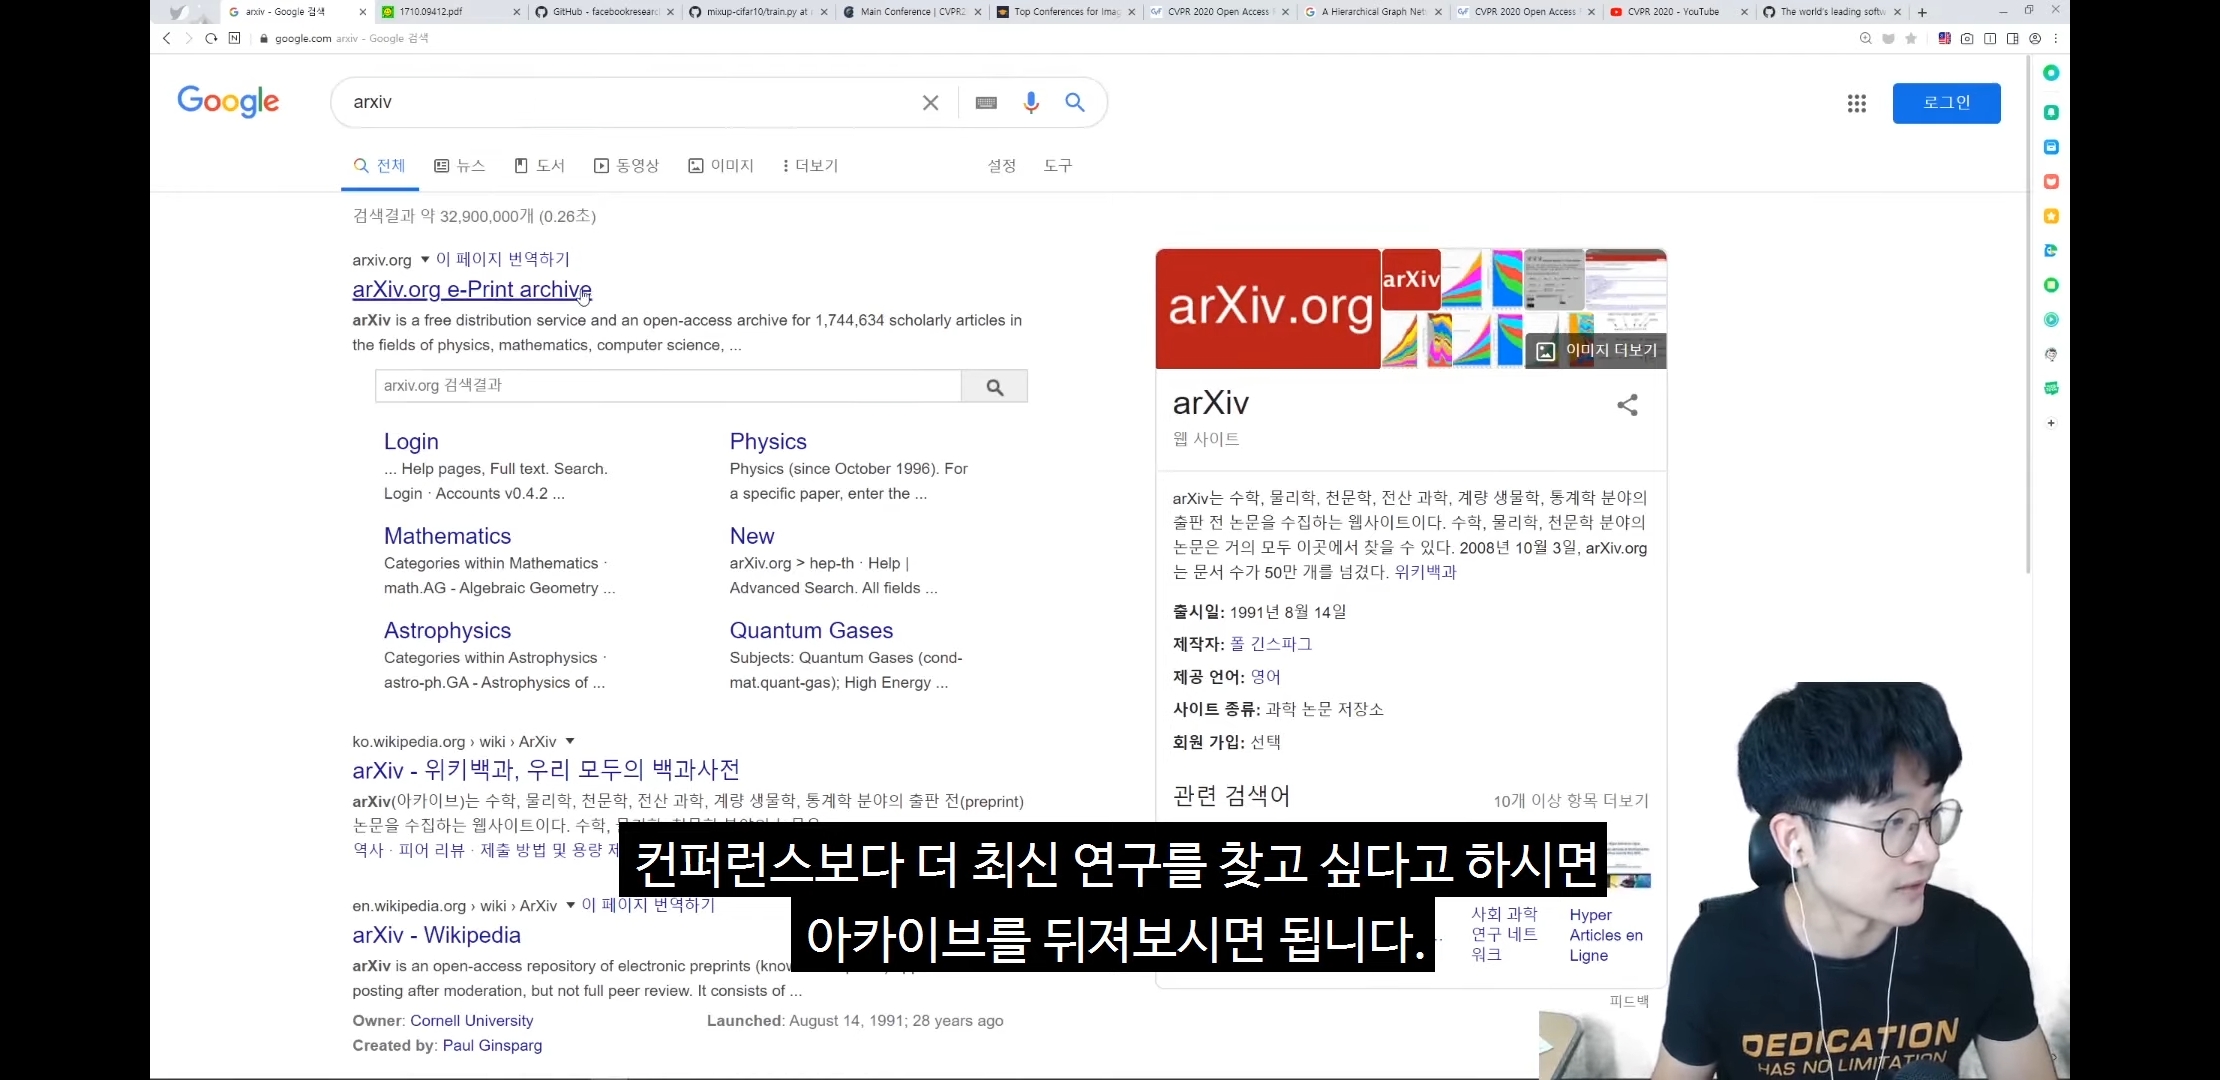 arxiv - Google 검색
1710.09412.pdf
GitHub - facebookresearc
mixup-cifar10/train.py at
Main Conference | CVPR2
Top Conferences for Imag
CVPR 2020 Open Access
A Hierarchical Graph Net
CVPR 2020 Open Access
CVPR 2020 - YouTube
The world's leading softw
google.com arxiv - Google 검색
Google
arxiv
로그인
전체 뉴스 도서 동영상 이미지 더보기 설정 도구
검색결과 약 32,900,000개 (0.26초)
arxiv.org 이 페이지 번역하기
arXiv.org e-Print archive
arXiv is a free distribution service and an open-access archive for 1,744,634 scholarly articles in
the fields of physics, mathematics, computer science, ...
arxiv.org 검색결과
Login
... Help pages, Full text. Search.
Login · Accounts v0.4.2 ...
Physics
Physics (since October 1996). For
a specific paper, enter the ...
Mathematics
Categories within Mathematics ·
math.AG - Algebraic Geometry ...
New
arXiv.org > hep-th · Help |
Advanced Search. All fields ...
Astrophysics
Categories within Astrophysics ·
astro-ph.GA - Astrophysics of ...
Quantum Gases
Subjects: Quantum Gases (cond-
mat.quant-gas); High Energy ...
ko.wikipedia.org › wiki › ArXiv
arXiv - 위키백과, 우리 모두의 백과사전
arXiv(아카이브)는 수학, 물리학, 천문학, 전산 과학, 계량 생물학, 통계학 분야의 출판 전(preprint)
논문을 수집하는 웹사이트이다. 수학,
역사 · 피어 리뷰 · 제출 방법 및 용량
en.wikipedia.org › wiki › ArXiv 이 페이지 번역하기
arXiv - Wikipedia
arXiv is an open-access repository of electronic preprints
posting after moderation, but not full peer review. It consists of ...
Owner: Cornell University
Launched: August 14, 1991; 28 years ago
Created by: Paul Ginsparg
arXiv.org
arXiv
이미지 더보기
arXiv
웹 사이트
arXiv는 수학, 물리학, 천문학, 전산 과학, 계량 생물학, 통계학 분야의
출판 전 논문을 수집하는 웹사이트이다. 수학, 물리학, 천문학 분야의
논문은 거의 모두 이곳에서 찾을 수 있다. 2008년 10월 3일, arXiv.org
는 문서 수가 50만 개를 넘겼다. 위키백과
출시일: 1991년 8월 14일
제작자: 폴 긴스파그
제공 언어: 영어
사이트 종류: 과학 논문 저장소
회원 가입: 선택
관련 검색어
10개 이상 항목 더보기
사회 과학
연구 네트
워크
Hyper
Articles en
Ligne
피드백
컨퍼런스보다 더 최신 연구를 찾고 싶다고 하시면
아카이브를 뒤져보시면 됩니다.
DEDICATION
HAS NO LIMITATION